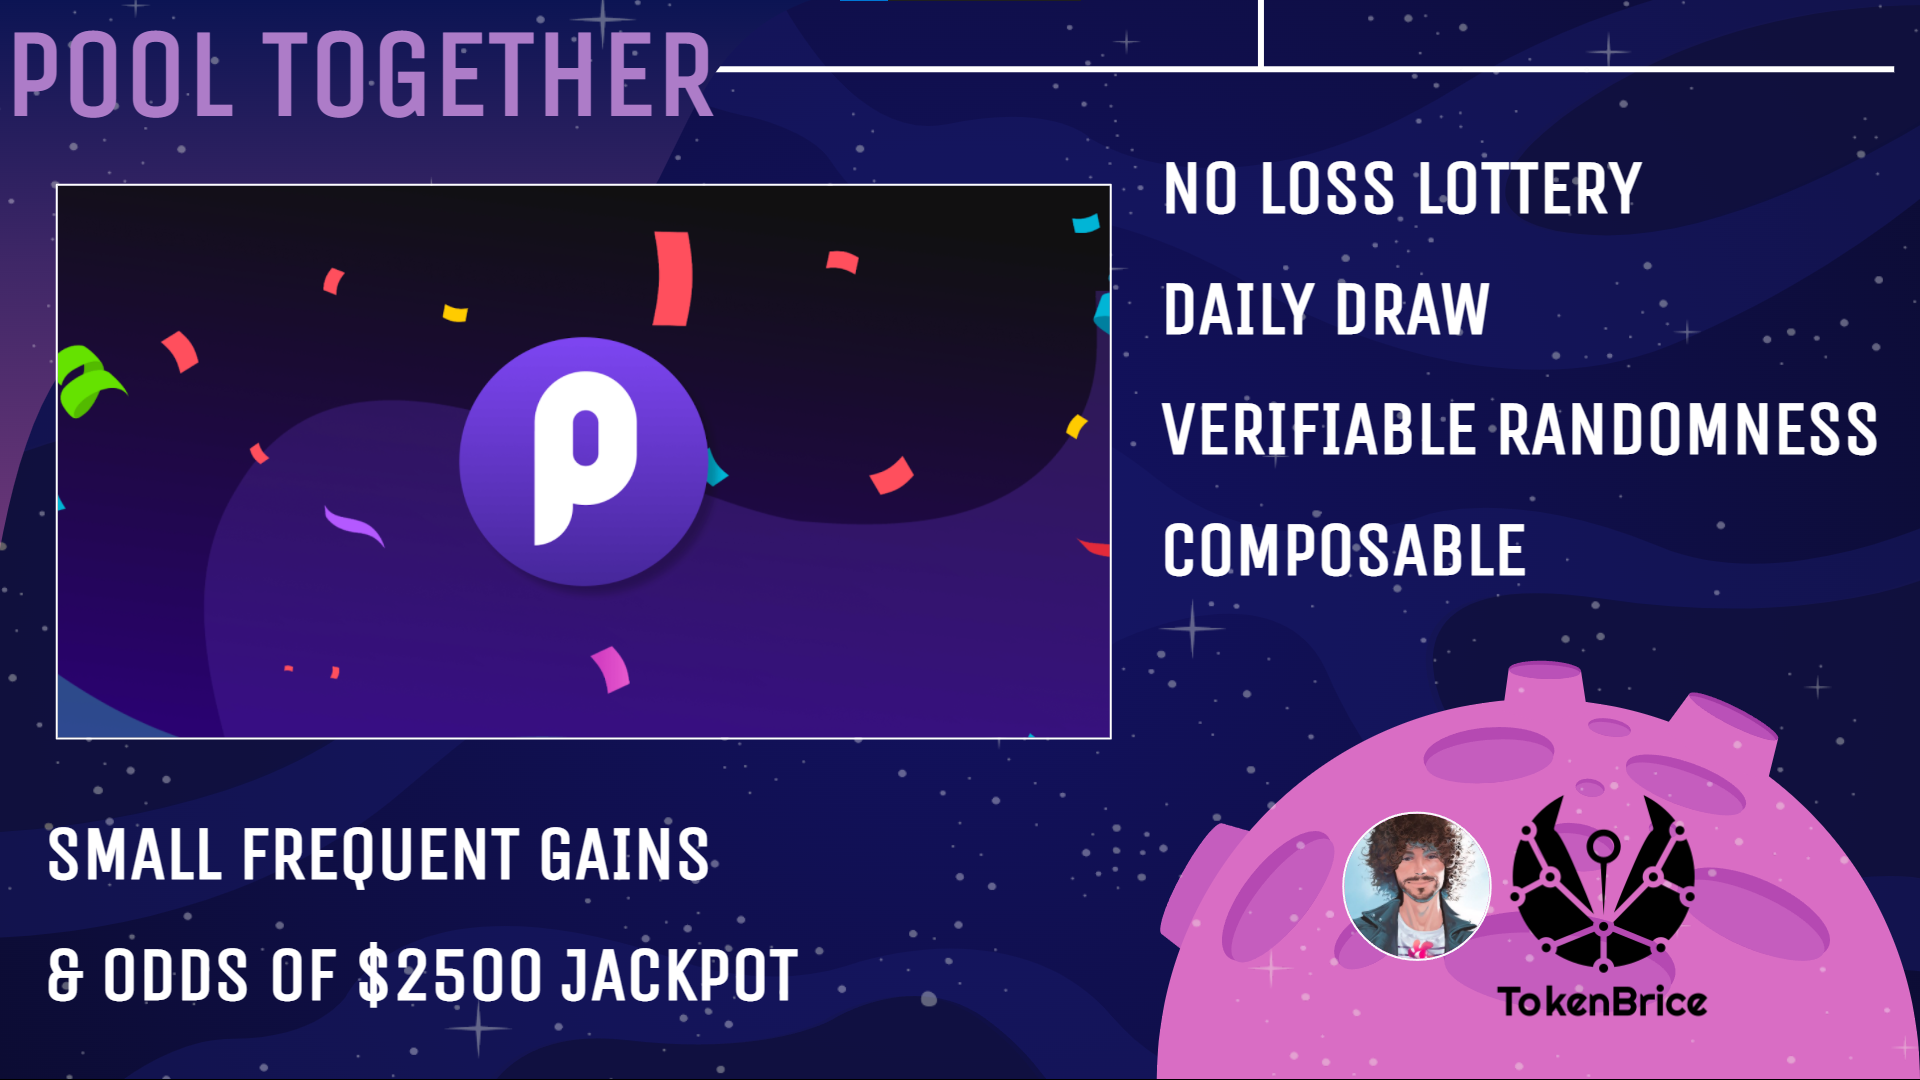 POOL TOGETHER
NO LOSS LOTTERY
DAILY DRAW
VERIFIABLE RANDOMNESS
COMPOSABLE
SMALL FREQUENT GAINS
& ODDS OF $2500 JACKPOT
TokenBrice